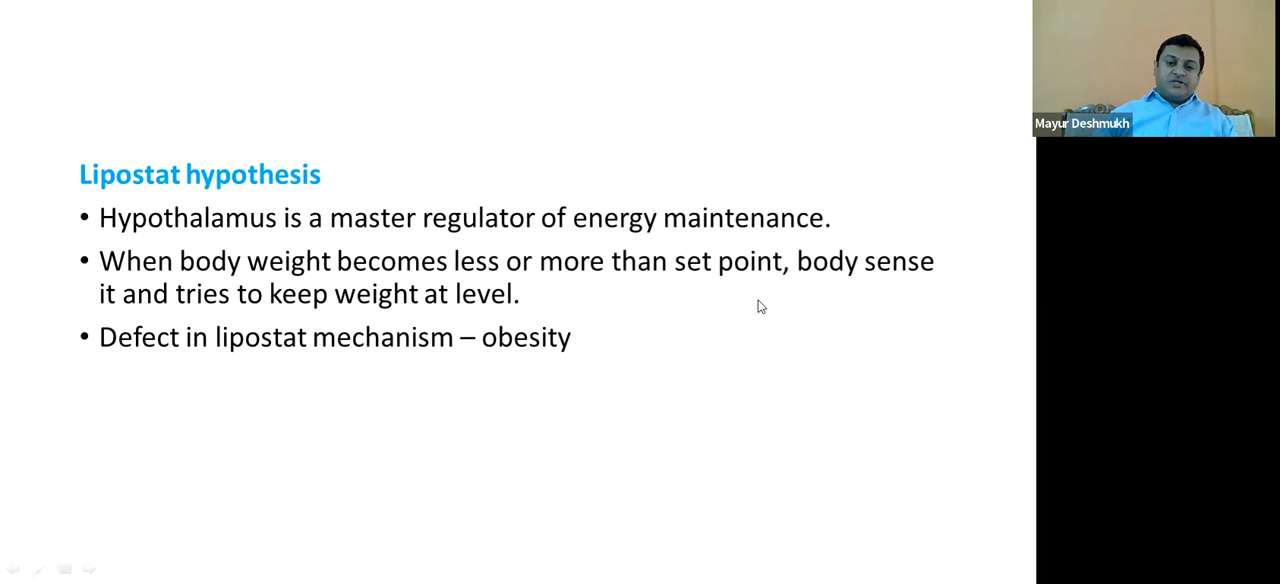 Lipostat hypothesis
• Hypothalamus is a master regulator of energy maintenance.
• When body weight becomes less or more than set point, body sense
it and tries to keep weight at level.
• Defect in lipostat mechanism – obesity
Mayur Deshmukh